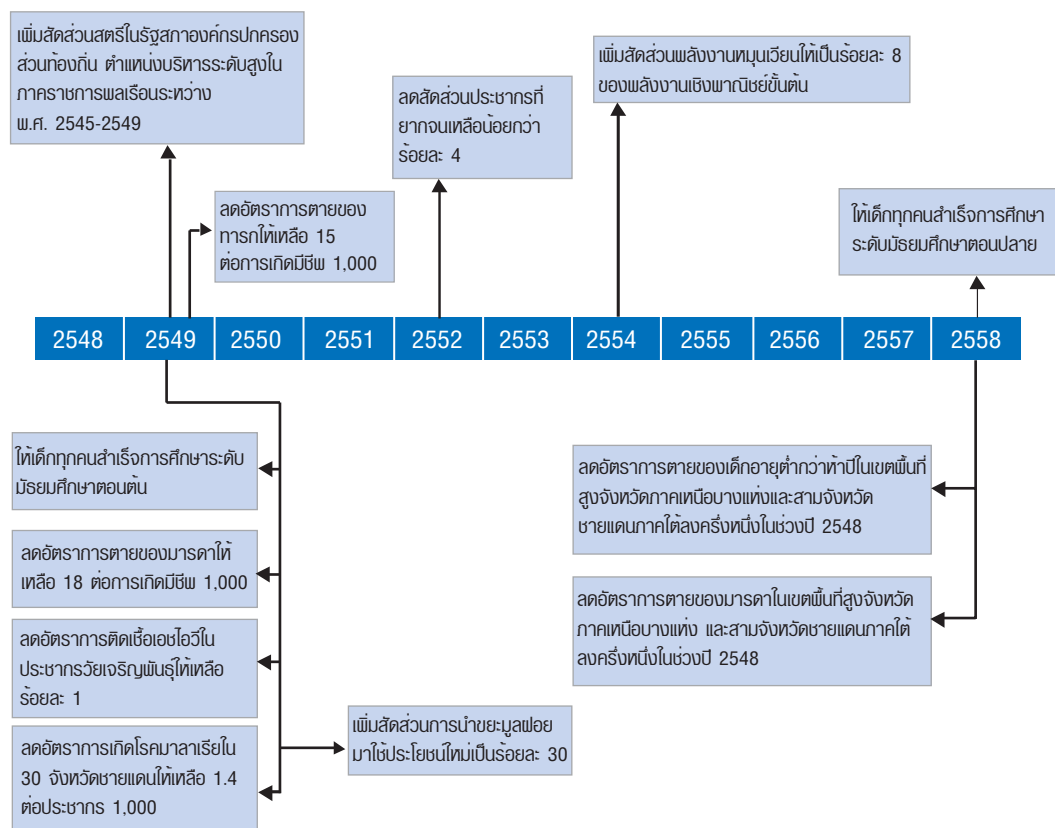 เพิ่มสัดส่วนสตรีในรัฐสภาองค์กรปกครอง
ส่วนท้องถิ่น ตำแหน่งบริหารระดับสูงใน
ภาคราชการพลเรือนระหว่าง
พ.ศ. 2545-2549
ลดอัตราการตายของ
ทารกให้เหลือ 15
ต่อการเกิดมีชีพ 1,000
ลดสัดส่วนประชากรที่
ยากจนเหลือน้อยกว่า
ร้อยละ 4
เพิ่มสัดส่วนพลังงานหมุนเวียนให้เป็นร้อยละ 8
ของพลังงานเชิงพาณิชย์ขั้นต้น
ให้เด็กทุกคนสำเร็จการศึกษา
ระดับมัธยมศึกษาตอนปลาย
2548 2549 2550 2551 2552 2553 2554 2555 2556 2557 2558
ให้เด็กทุกคนสำเร็จการศึกษาระดับ
มัธยมศึกษาตอนต้น
ลดอัตราการตายของมารดาให้
เหลือ 18 ต่อการเกิดมีชีพ 1,000
ลดอัตราการติดเชื้อเอชไอวีใน
ประชากรวัยเจริญพันธุ์ให้เหลือ
ร้อยละ 1
ลดอัตราการเกิดโรคมาลาเรียใน
30 จังหวัดชายแดนให้เหลือ 1.4
ต่อประชากร 1,000
เพิ่มสัดส่วนการนำขยะมูลฝอย
มาใช้ประโยชน์ใหม่เป็นร้อยละ 30
ลดอัตราการตายของเด็กอายุต่ำกว่าห้าปีในเขตพื้นที่
สูงจังหวัดภาคเหนือบางแห่งและสามจังหวัด
ชายแดนภาคใต้ลงครึ่งหนึ่งในช่วงปี 2548
ลดอัตราการตายของมารดาในเขตพื้นที่สูงจังหวัด
ภาคเหนือบางแห่ง และสามจังหวัดชายแดนภาคใต้
ลงครึ่งหนึ่งในช่วงปี 2548